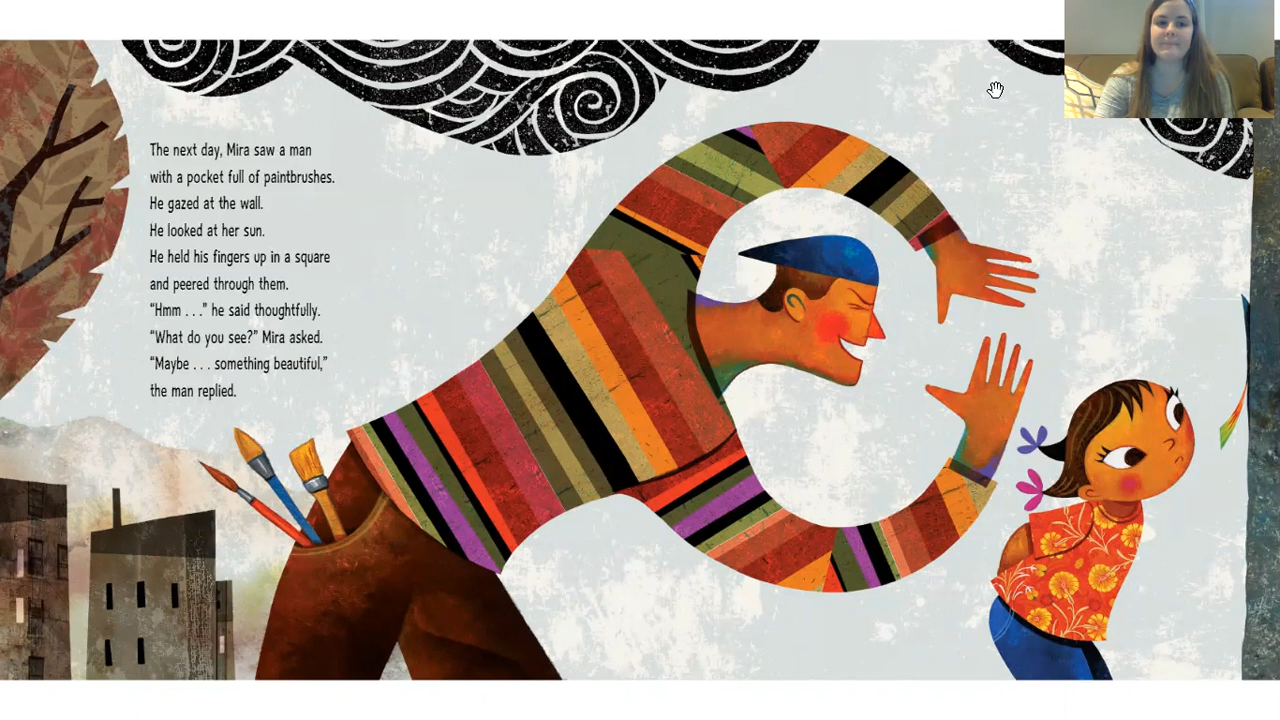 The next day, Mira saw a man
with a pocket full of paintbrushes.
He gazed at the wall.
He looked at her sun.
He held his fingers up in a square
and peered through them.
“Hmm . . .” he said thoughtfully.
“What do you see?” Mira asked.
“Maybe . . . something beautiful,”
the man replied.